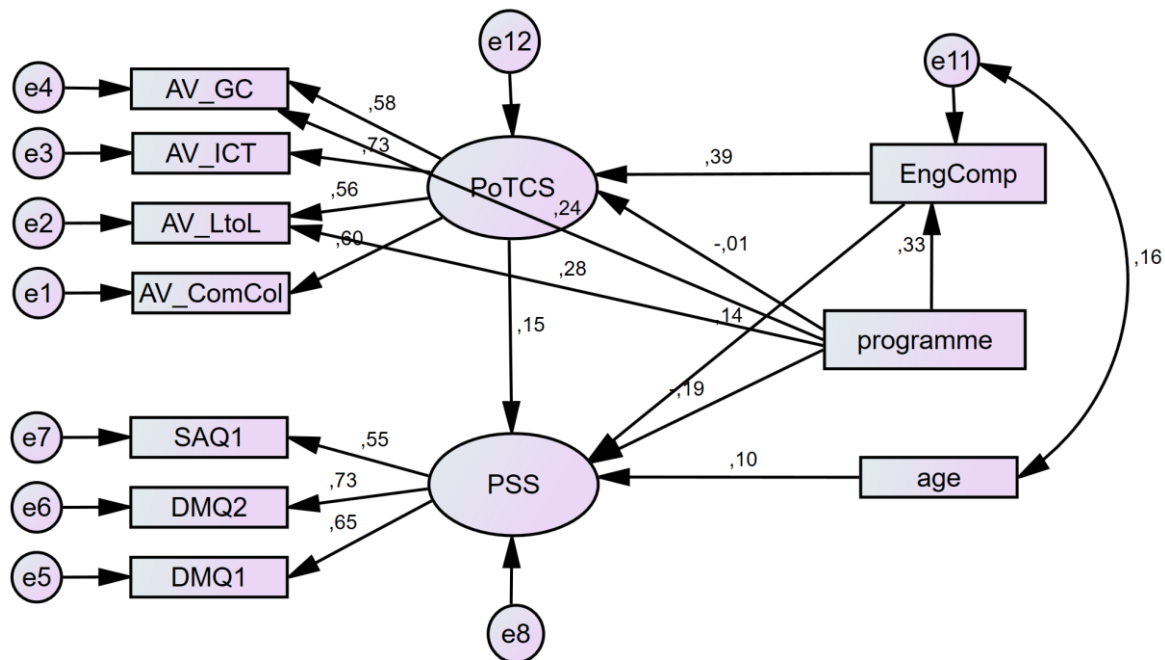 e12
e11
e4
AV_GC
,58
e3
AV_ICT
,73
PoTCS
,39
EngComp
e2
AV_LtoL
,56
,24
-,01
,33
,16
e1
AV_ComCol
,60
,28
,15
,14
programme
-,19
e7
SAQ1
,55
PSS
,10
age
e6
DMQ2
,73
e5
DMQ1
,65
e8